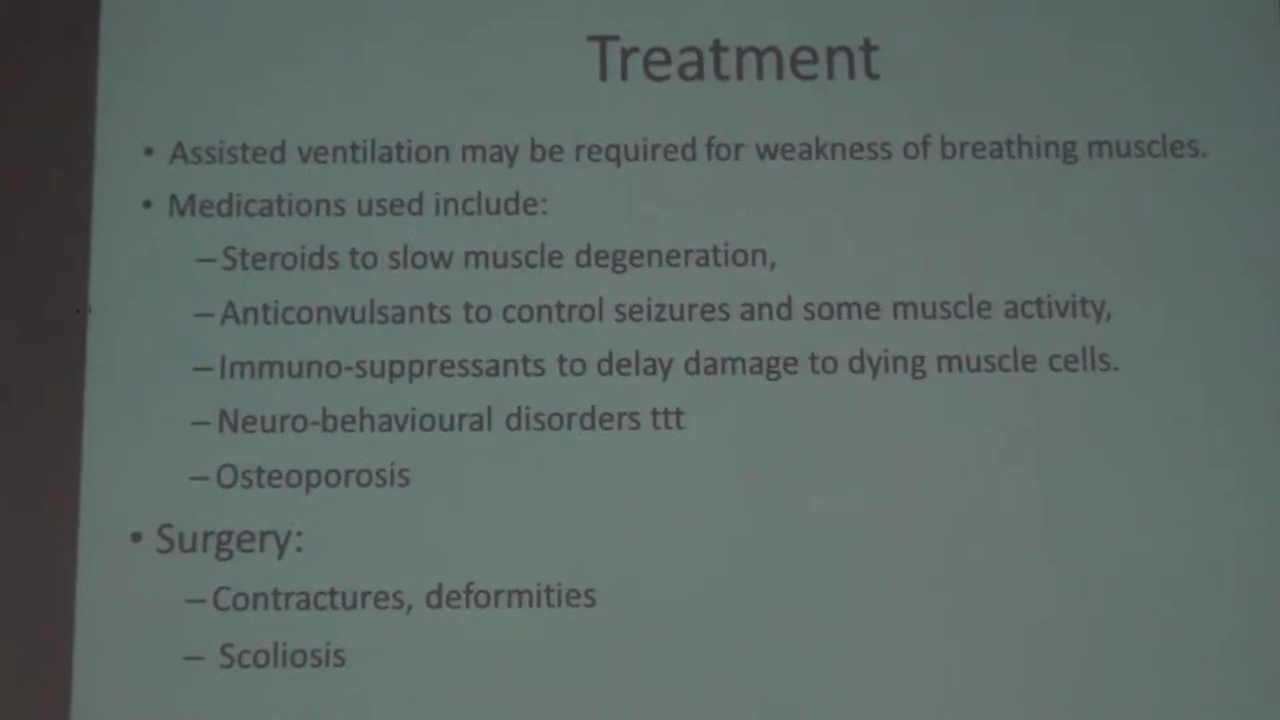 Treatment
• Assisted ventilation may be required for weakness of breathing muscles.
• Medications used include:
– Steroids to slow muscle degeneration,
– Anticonvulsants to control seizures and some muscle activity,
– Immuno-suppressants to delay damage to dying muscle cells.
– Neuro-behavioural disorders ttt
– Osteoporosis
• Surgery:
– Contractures, deformities
– Scoliosis